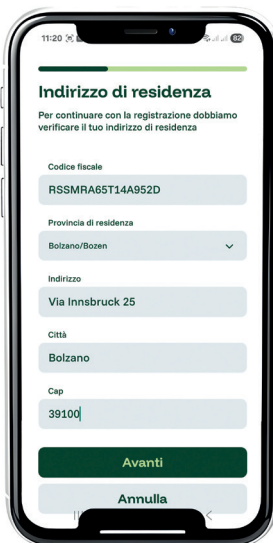 11:20
82
Indirizzo di residenza
Per continuare con la registrazione dobbiamo
verificare il tuo indirizzo di residenza
Codice fiscale
RSSMRA65T14A952D
Provincia di residenza
Bolzano/Bozen
Indirizzo
Via Innsbruck 25
Città
Bolzano
Cap
39100
Avanti
Annulla